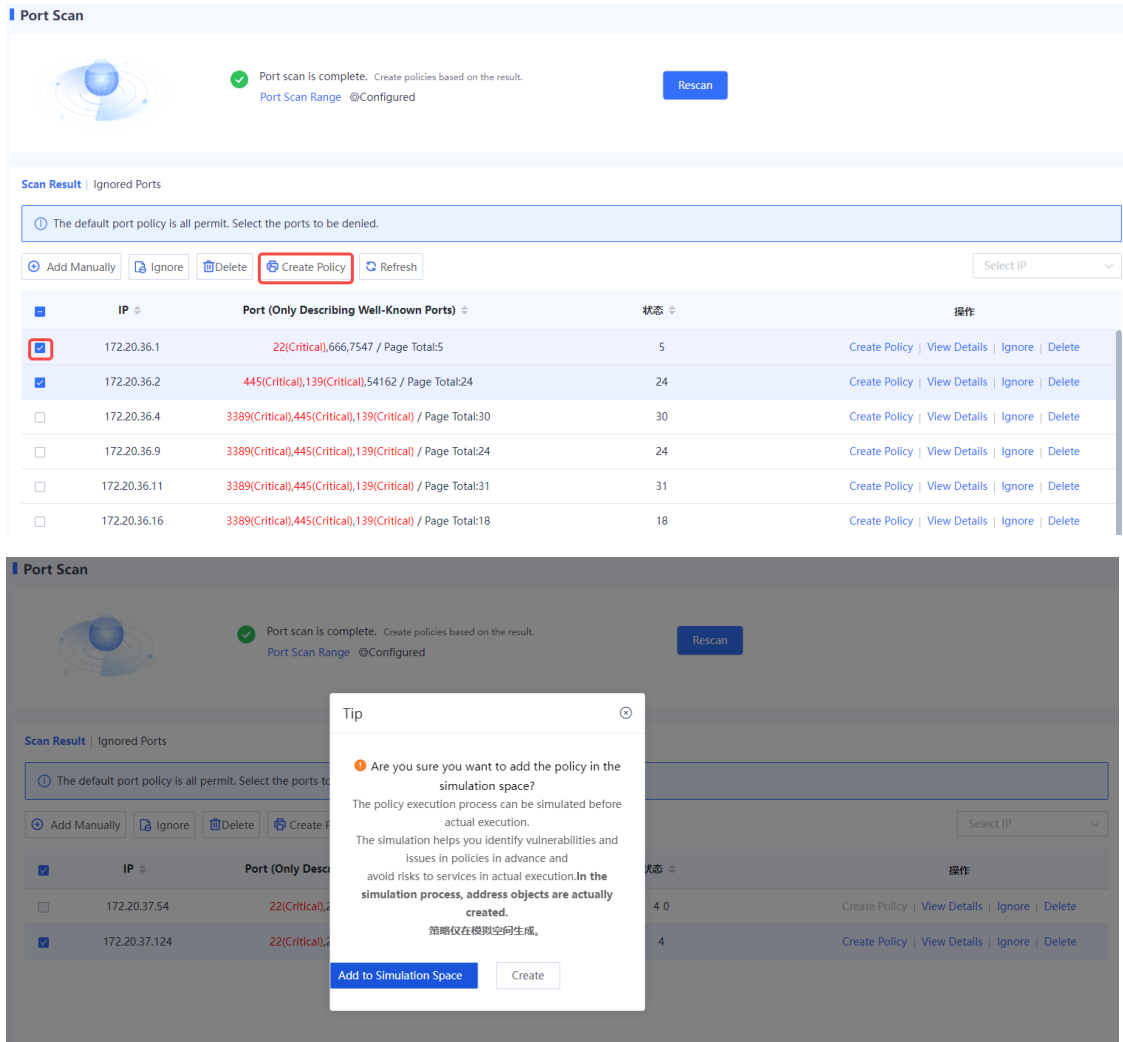 Port Scan
Port scan is complete. Create policies based on the result.
Port Scan Range Configured
Rescan
Scan Result | Ignored Ports
The default port policy is all permit. Select the ports to be denied.
Add Manually Ignore Delete Create Policy Refresh Select IP
IP Port (Only Describing Well-Known Ports) 状态 操作
172.20.36.1 22(Critical),666,7547 / Page Total:5 5 Create Policy | View Details | Ignore | Delete
172.20.36.2 445(Critical),139(Critical),54162 / Page Total:24 24 Create Policy | View Details | Ignore | Delete
172.20.36.4 3389(Critical),445(Critical),139(Critical) / Page Total:30 30 Create Policy | View Details | Ignore | Delete
172.20.36.9 3389(Critical),445(Critical),139(Critical) / Page Total:24 24 Create Policy | View Details | Ignore | Delete
172.20.36.11 3389(Critical),445(Critical),139(Critical) / Page Total:31 31 Create Policy | View Details | Ignore | Delete
172.20.36.16 3389(Critical),445(Critical),139(Critical) / Page Total:18 18 Create Policy | View Details | Ignore | Delete
Port Scan
Port scan is complete. Create policies based on the result.
Port Scan Range Configured
Rescan
Scan Result | Ignored Ports
The default port policy is all permit. Select the ports to
Add Manually Ignore Delete Create Select IP
IP Port (Only 状态 操作
172.20.37.54 22(Critical), 4 0 Create Policy | View Details | Ignore | Delete
172.20.37.124 22(Critical), 4 Create Policy | View Details | Ignore | Delete
Tip
Are you sure you want to add the policy in the
simulation space?
The policy execution process can be simulated before
actual execution.
The simulation helps you identify vulnerabilities and
issues in policies in advance and
avoid risks to services in actual execution.In the
simulation process, address objects are actually
created.
策略仅在模拟空间生成。
Add to Simulation Space Create